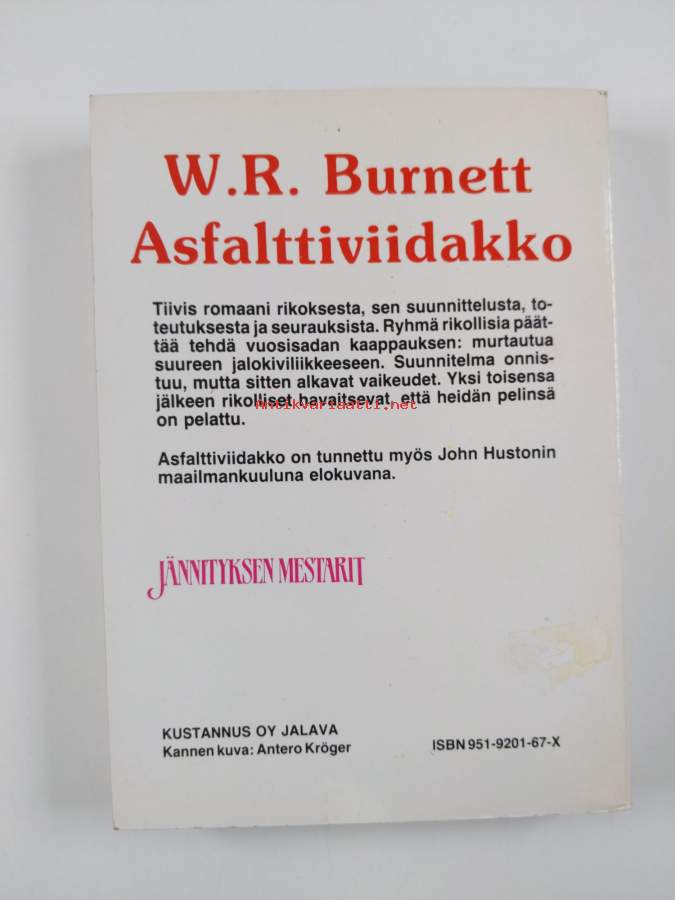 W.R. Burnett
Asfalttiviidakko
Tiivis romaani rikoksesta, sen suunnittelusta, to-
teutuksesta ja seurauksista. Ryhmä rikollisia päät-
tää tehdä vuosisadan kaappauksen: murtautua
suureen jalokiviliikkeeseen. Suunnitelma onnis-
tuu, mutta sitten alkavat vaikeudet. Yksi toisensa
jälkeen rikolliset havaitsevat, että heidän pelinsä
Antikvariaatti.net
on pelattu.
Asfalttiviidakko on tunnettu myös John Hustonin
maailmankuuluna elokuvana.
JÄNNITYKSEN MESTARIT
KUSTANNUS OY JALAVA
Kannen kuva: Antero Kröger
ISBN 951-9201-67-X